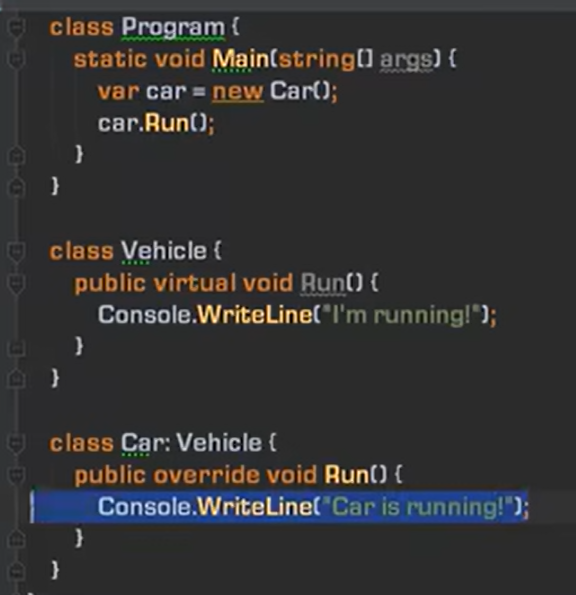 class Program {
static void Main(string[] args) {
var car = new Car();
car.Run();
}
}
class Vehicle {
public virtual void Run() {
Console.WriteLine("I'm running!");
}
}
class Car: Vehicle {
public override void Run() {
Console.WriteLine("Car is running!");
}
}